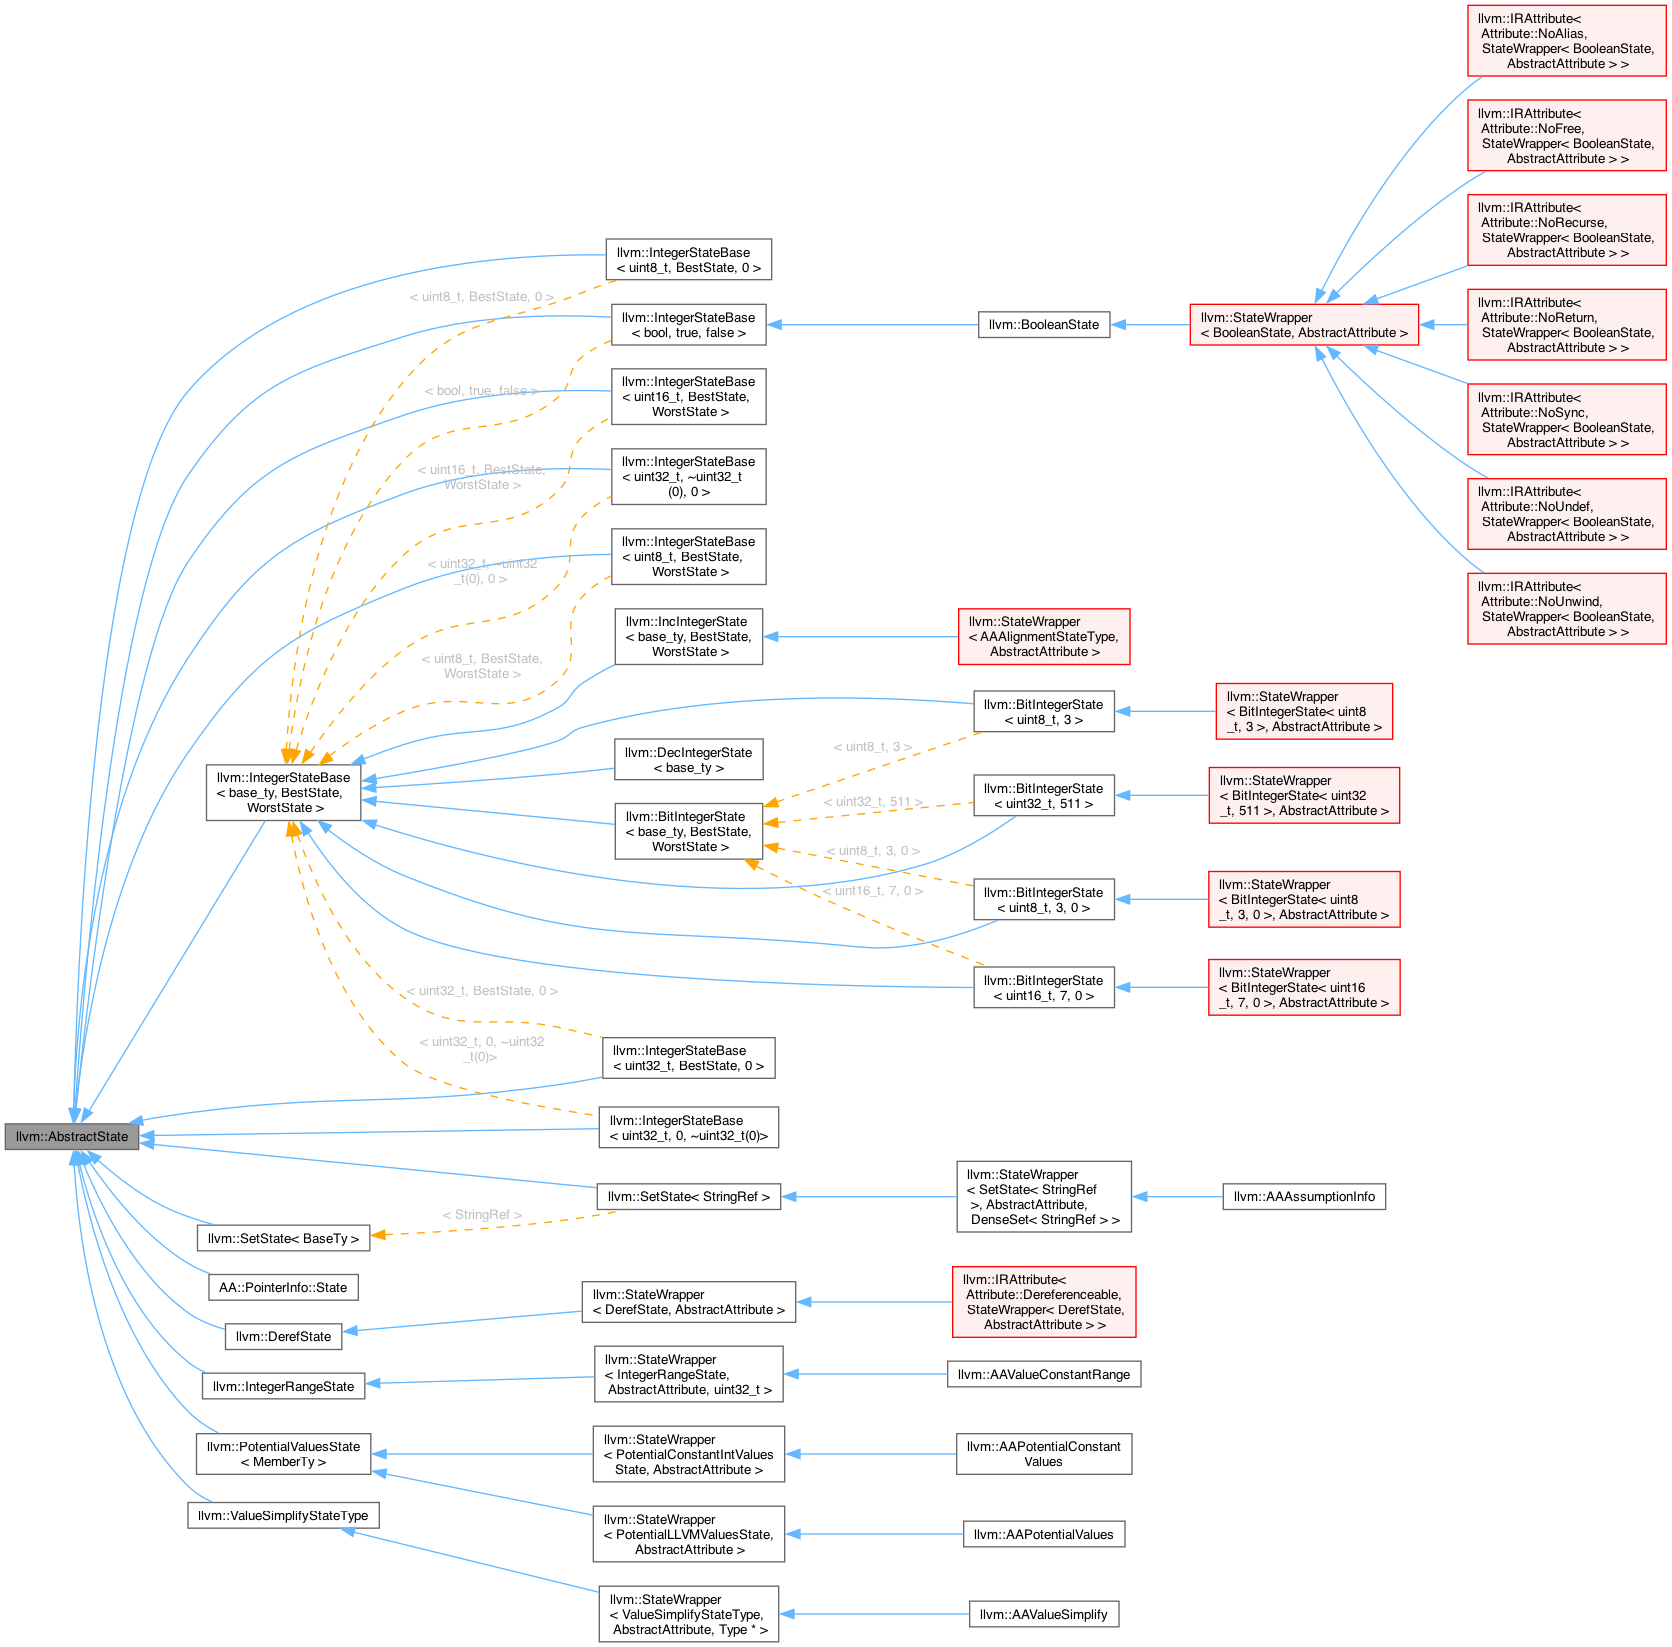 llvm::IRAttribute<
Attribute::NoAlias,
StateWrapper< BooleanState,
AbstractAttribute > >
llvm::IRAttribute<
Attribute::NoFree,
StateWrapper< BooleanState,
AbstractAttribute > >
llvm::IRAttribute<
Attribute::NoRecurse,
StateWrapper< BooleanState,
AbstractAttribute > >
llvm::IRAttribute<
Attribute::NoReturn,
StateWrapper< BooleanState,
AbstractAttribute > >
llvm::IRAttribute<
Attribute::NoSync,
StateWrapper< BooleanState,
AbstractAttribute > >
llvm::IRAttribute<
Attribute::NoUndef,
StateWrapper< BooleanState,
AbstractAttribute > >
llvm::IRAttribute<
Attribute::NoUnwind,
StateWrapper< BooleanState,
AbstractAttribute > >
llvm::StateWrapper
< BooleanState, AbstractAttribute >
llvm::BooleanState
llvm::IntegerStateBase
< uint8_t, BestState, 0 >
< uint8_t, BestState, 0 >
llvm::IntegerStateBase
< bool, true, false >
< bool, true, false >
llvm::IntegerStateBase
< uint16_t, BestState,
WorstState >
< uint16_t, BestState,
WorstState >
llvm::IntegerStateBase
< uint32_t, ~uint32_t
(0), 0 >
< uint32_t, ~uint32
_t(0), 0 >
llvm::IntegerStateBase
< uint8_t, BestState,
WorstState >
< uint8_t, BestState,
WorstState >
llvm::IncIntegerState
< base_ty, BestState,
WorstState >
llvm::StateWrapper
< AAAlignmentStateType,
AbstractAttribute >
llvm::BitIntegerState
< uint8_t, 3 >
llvm::StateWrapper
< BitIntegerState< uint8
_t, 3 >, AbstractAttribute >
llvm::DecIntegerState
< base_ty >
< uint8_t, 3 >
llvm::IntegerStateBase
< base_ty, BestState,
WorstState >
llvm::BitIntegerState
< base_ty, BestState,
WorstState >
< uint32_t, 511 >
llvm::BitIntegerState
< uint32_t, 511 >
llvm::StateWrapper
< BitIntegerState< uint32
_t, 511 >, AbstractAttribute >
< uint8_t, 3, 0 >
llvm::BitIntegerState
< uint8_t, 3, 0 >
llvm::StateWrapper
< BitIntegerState< uint8
_t, 3, 0 >, AbstractAttribute >
< uint16_t, 7, 0 >
llvm::BitIntegerState
< uint16_t, 7, 0 >
llvm::StateWrapper
< BitIntegerState< uint16
_t, 7, 0 >, AbstractAttribute >
< uint32_t, BestState, 0 >
llvm::IntegerStateBase
< uint32_t, BestState, 0 >
< uint32_t, 0, ~uint32
_t(0)>
llvm::IntegerStateBase
< uint32_t, 0, ~uint32_t(0)>
llvm::AbstractState
llvm::SetState< StringRef >
llvm::StateWrapper
< SetState< StringRef
>, AbstractAttribute,
DenseSet< StringRef > >
llvm::AAAssumptionInfo
< StringRef >
llvm::SetState< BaseTy >
AA::PointerInfo::State
llvm::DerefState
llvm::StateWrapper
< DerefState, AbstractAttribute >
llvm::IRAttribute<
Attribute::Dereferenceable,
StateWrapper< DerefState,
AbstractAttribute > >
llvm::IntegerRangeState
llvm::StateWrapper
< IntegerRangeState,
AbstractAttribute, uint32_t >
llvm::AAValueConstantRange
llvm::PotentialValuesState
< MemberTy >
llvm::StateWrapper
< PotentialConstantIntValues
State, AbstractAttribute >
llvm::AAPotentialConstant
Values
llvm::ValueSimplifyStateType
llvm::StateWrapper
< PotentialLLVMValuesState,
AbstractAttribute >
llvm::AAPotentialValues
llvm::StateWrapper
< ValueSimplifyStateType,
AbstractAttribute, Type * >
llvm::AAValueSimplify